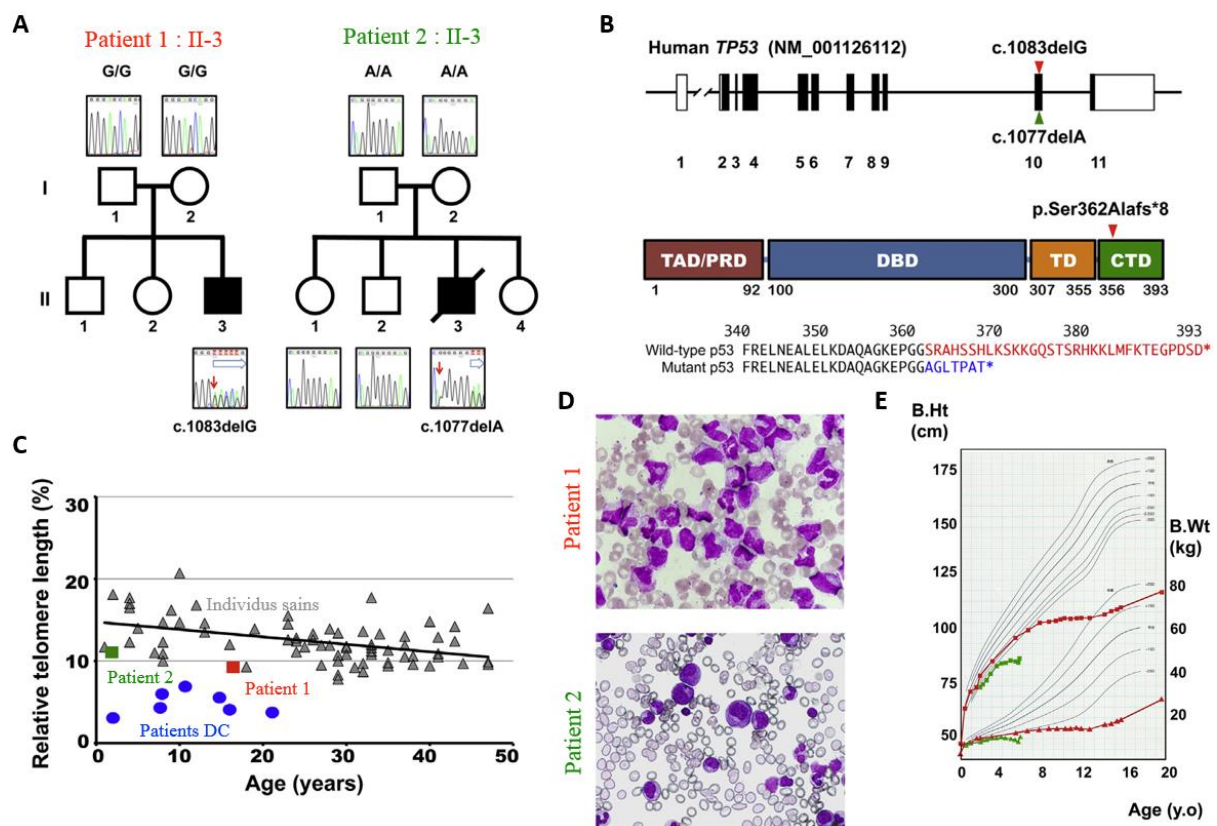 A
Patient 1 : II-3
Patient 2 : II-3
G/G G/G
A/A A/A
I
1 2
1 2
II
1 2 3
1 2 3 4
c.1083delG
c.1077delA
B
Human TP53 (NM_001126112)
c.1083delG
c.1077delA
1 2 3 4 5 6 7 8 9 10 11
p.Ser362Alafs*8
TAD/PRD DBD TD CTD
1 92 100 300 307 355 356 393
340 350 360 370 380 393
Wild-type p53 FRELNEALELKDAQAGKEPGGSRAHSSHLKSKKGQSTSRHKKLMFKTEGPDSD*
Mutant p53 FRELNEALELKDAQAGKEPGGAGLTPAT*
C
Relative telomere length (%)
30
20
10
0
Individus sains
Patient 2
Patient 1
Patients DC
0 10 20 30 40 50
Age (years)
D
Patient 1
Patient 2
E
B.Ht
(cm)
175
150
125
100
75
50
B.Wt
(kg)
80
60
40
20
0 4 8 12 16 20
Age (y.o)